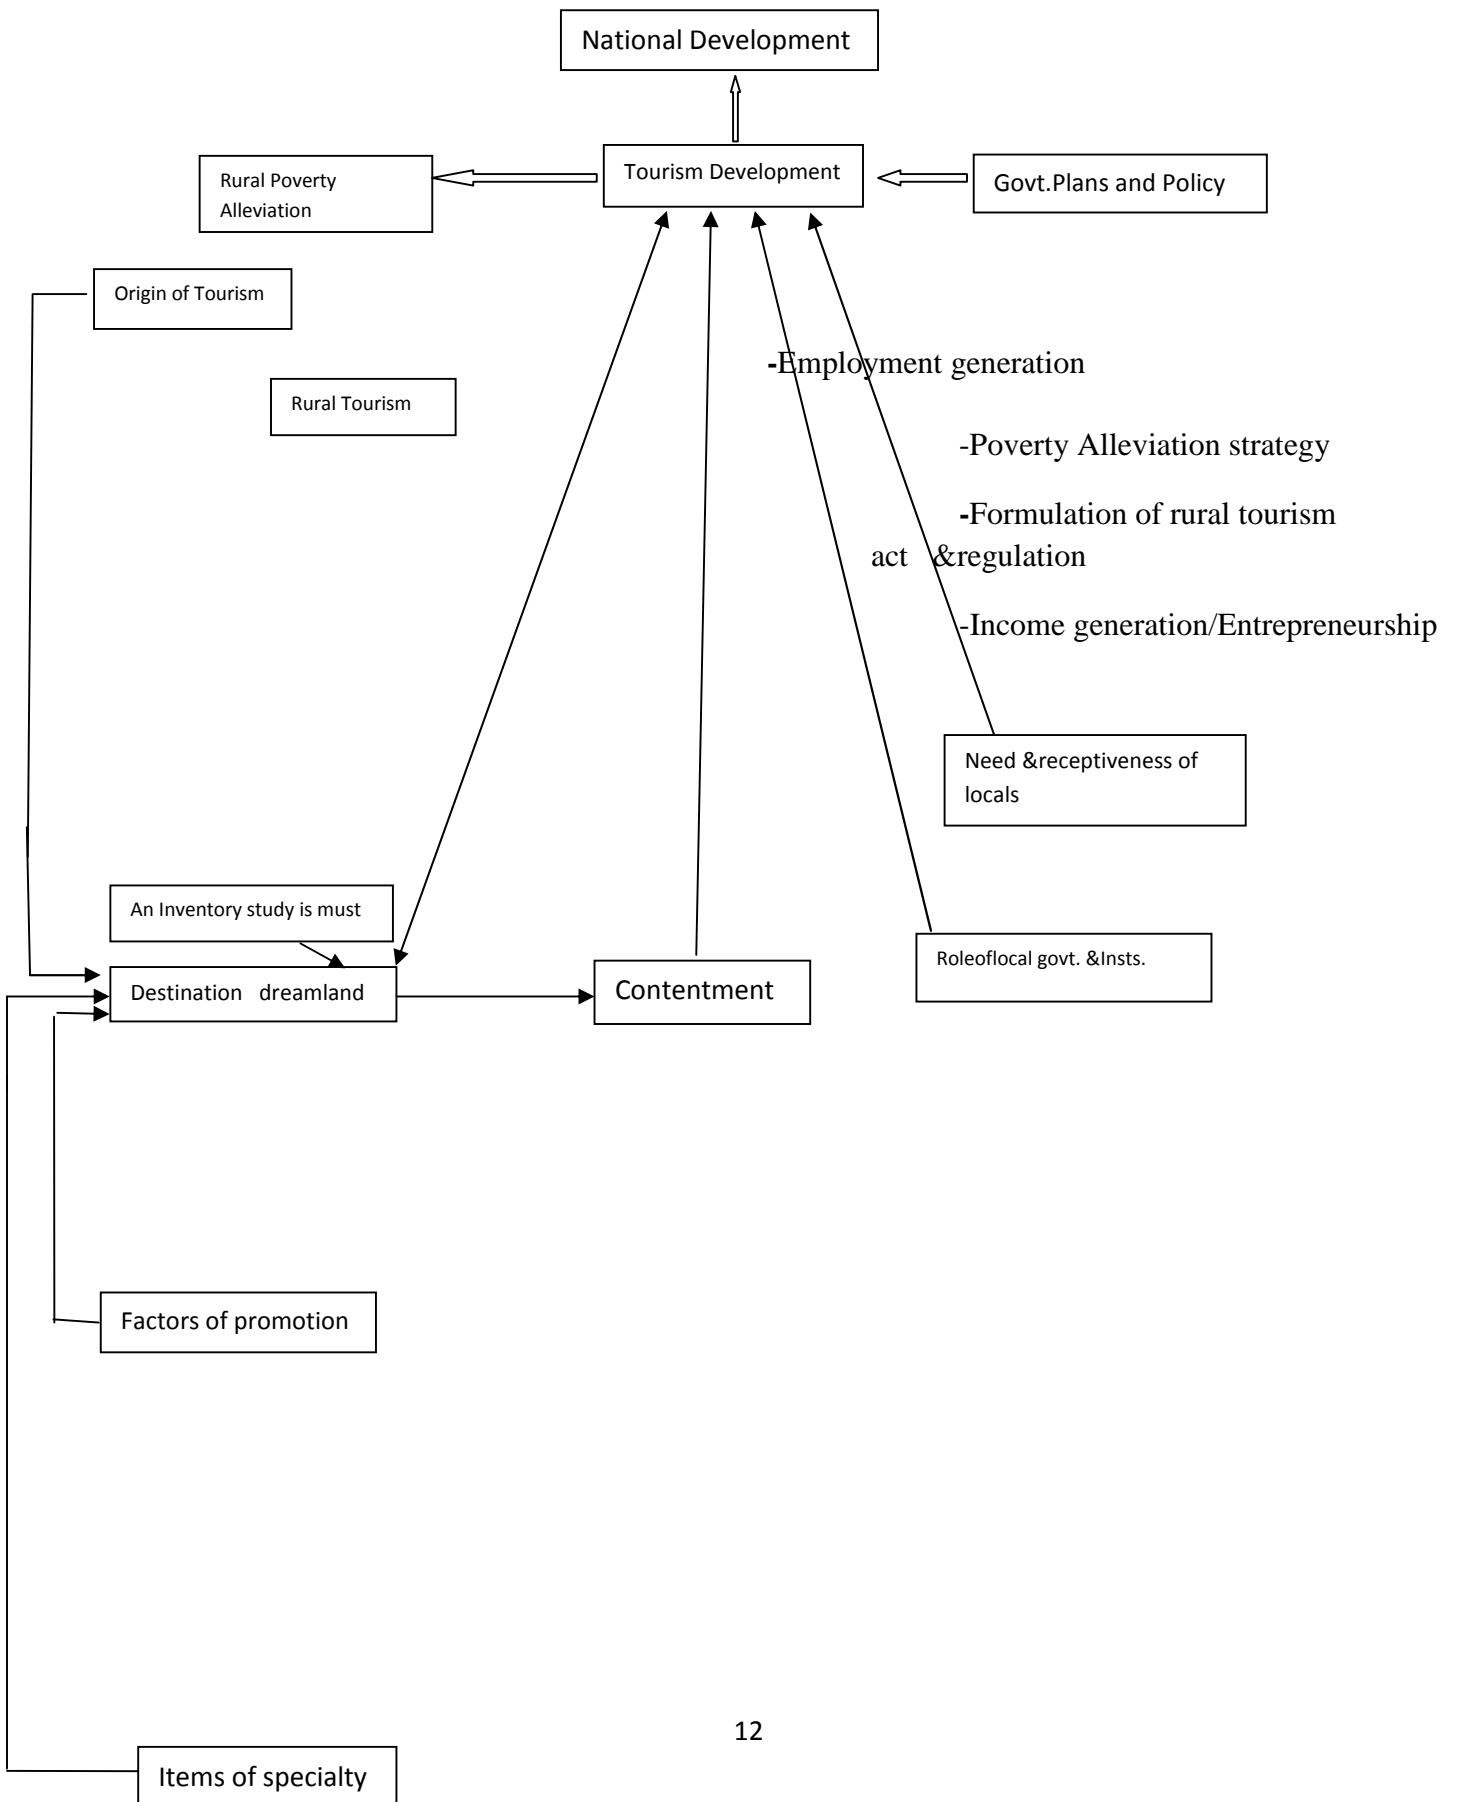 National Development
Tourism Development
Rural Poverty
Alleviation
Govt.Plans and Policy
Origin of Tourism
-Employment generation
Rural Tourism
-Poverty Alleviation strategy
-Formulation of rural tourism
act &regulation
-Income generation/Entrepreneurship
Need &receptiveness of
locals
An Inventory study is must
Roleoflocal govt. &Insts.
Destination dreamland
Contentment
Factors of promotion
12
Items of specialty